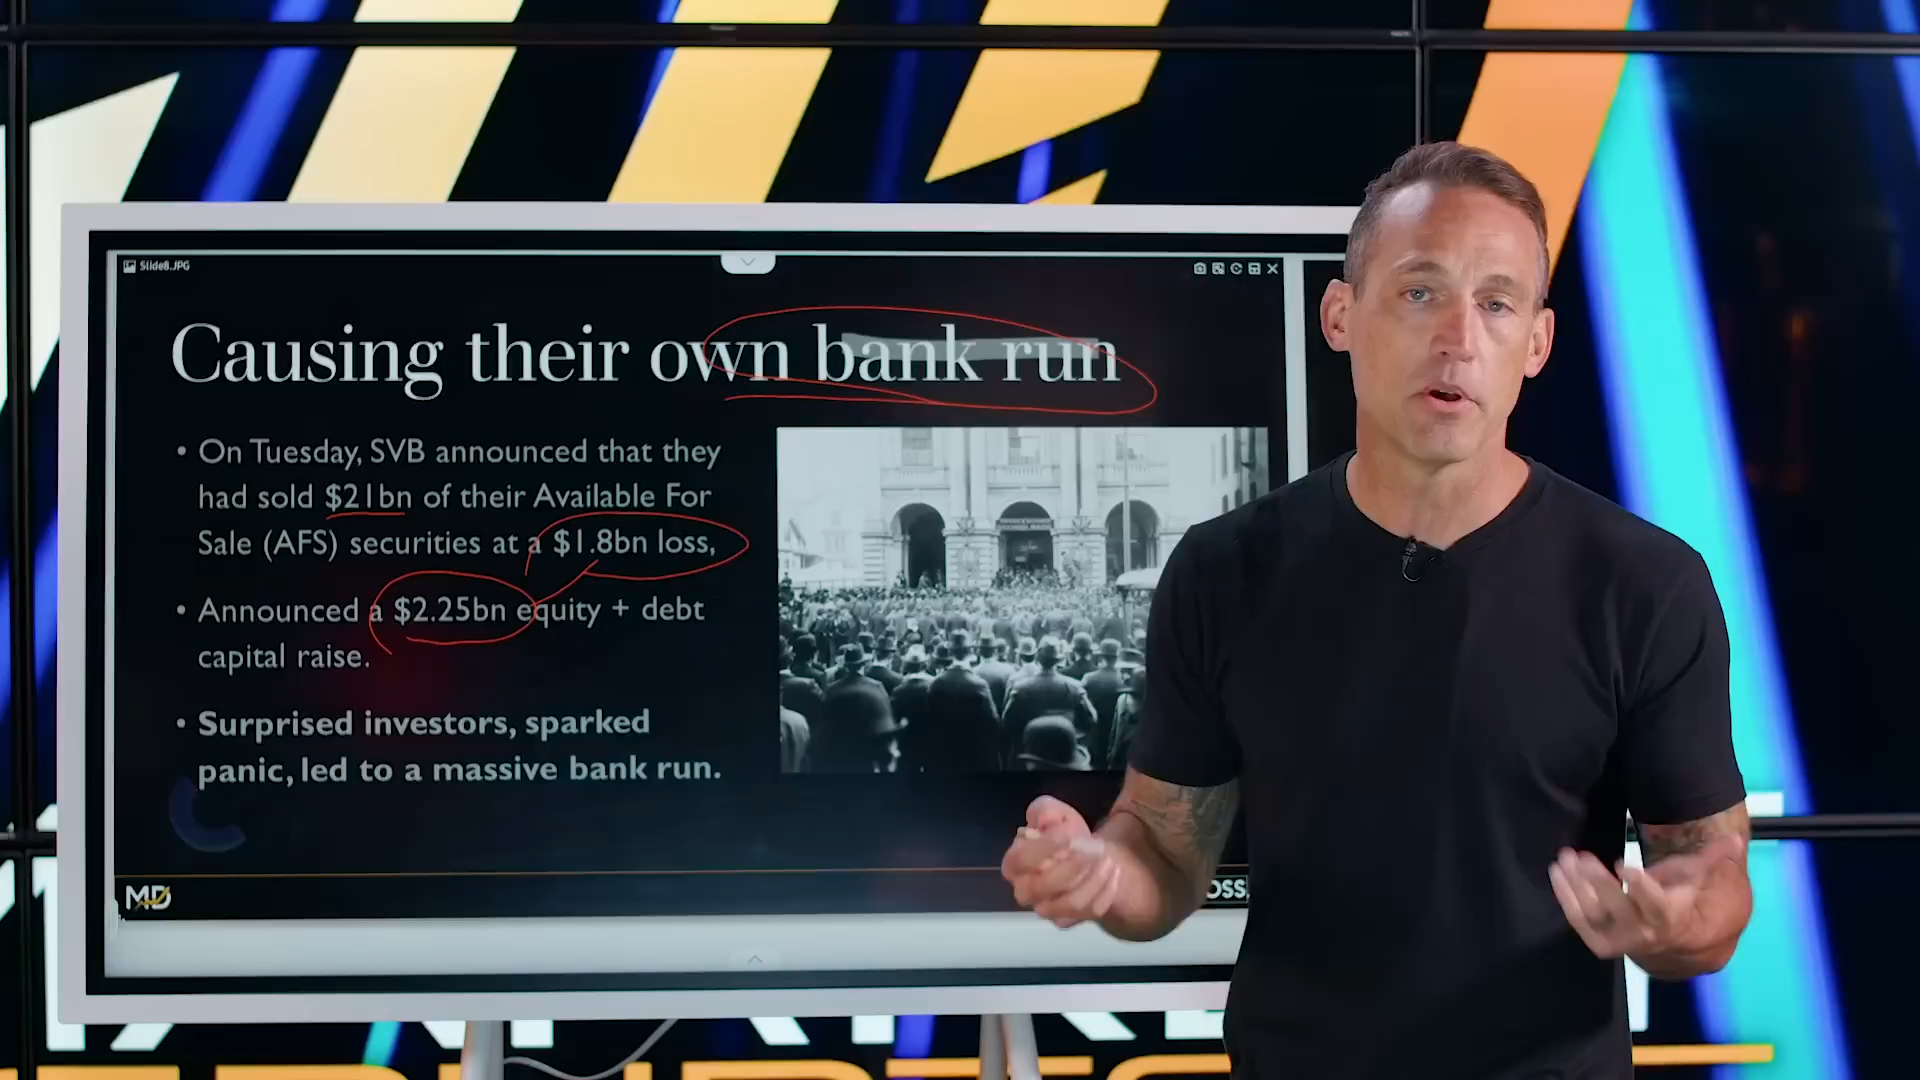 Slide8.JPG
Causing their own bank run
• On Tuesday, SVB announced that they
had sold $21bn of their Available For
Sale (AFS) securities at a $1.8bn loss,
• Announced a $2.25bn equity + debt
capital raise.
• Surprised investors, sparked
panic, led to a massive bank run.
MD